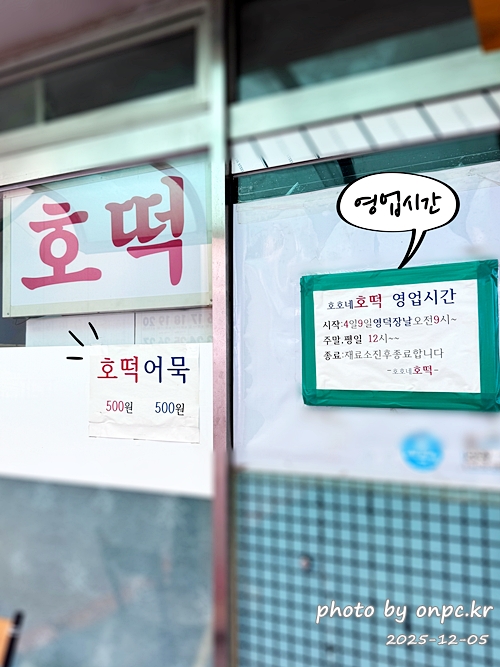 호떡
호떡어묵
500원 500원
영업시간
호호네호떡 영업시간
시작:4일9일영덕장날오전9시~
주말.평일 12시~~
종료:재료소진후종료합니다
-호호네호떡-
photo by onpc.kr
2025-12-05